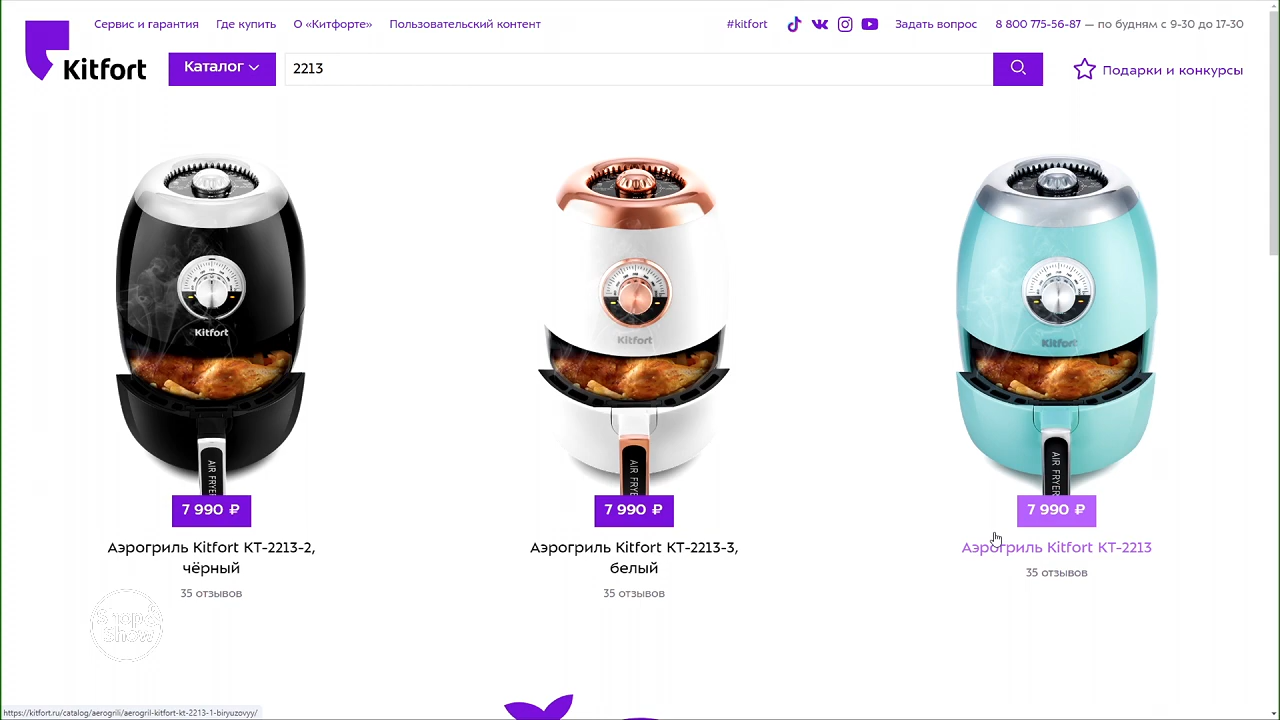 Сервис и гарантия Где купить О «Китфорте» Пользовательский контент #kitfort Задать вопрос 8 800 775-56-87 — по будням с 9-30 до 17-30
Kitfort Каталог 2213 Подарки и конкурсы
Kitfort Kitfort Kitfort
AIR FRYER AIR FRYER AIR FRYER
7 990 ₽ 7 990 ₽ 7 990 ₽
Аэрогриль Kitfort КТ-2213-2, Аэрогриль Kitfort КТ-2213-3, Аэрогриль Kitfort КТ-2213
чёрный белый 35 отзывов
35 отзывов 35 отзывов
Shop&
Show
https://kitfort.ru/catalog/aerogrili/aerogril-kitfort-kt-2213-1-biryuzovyy/